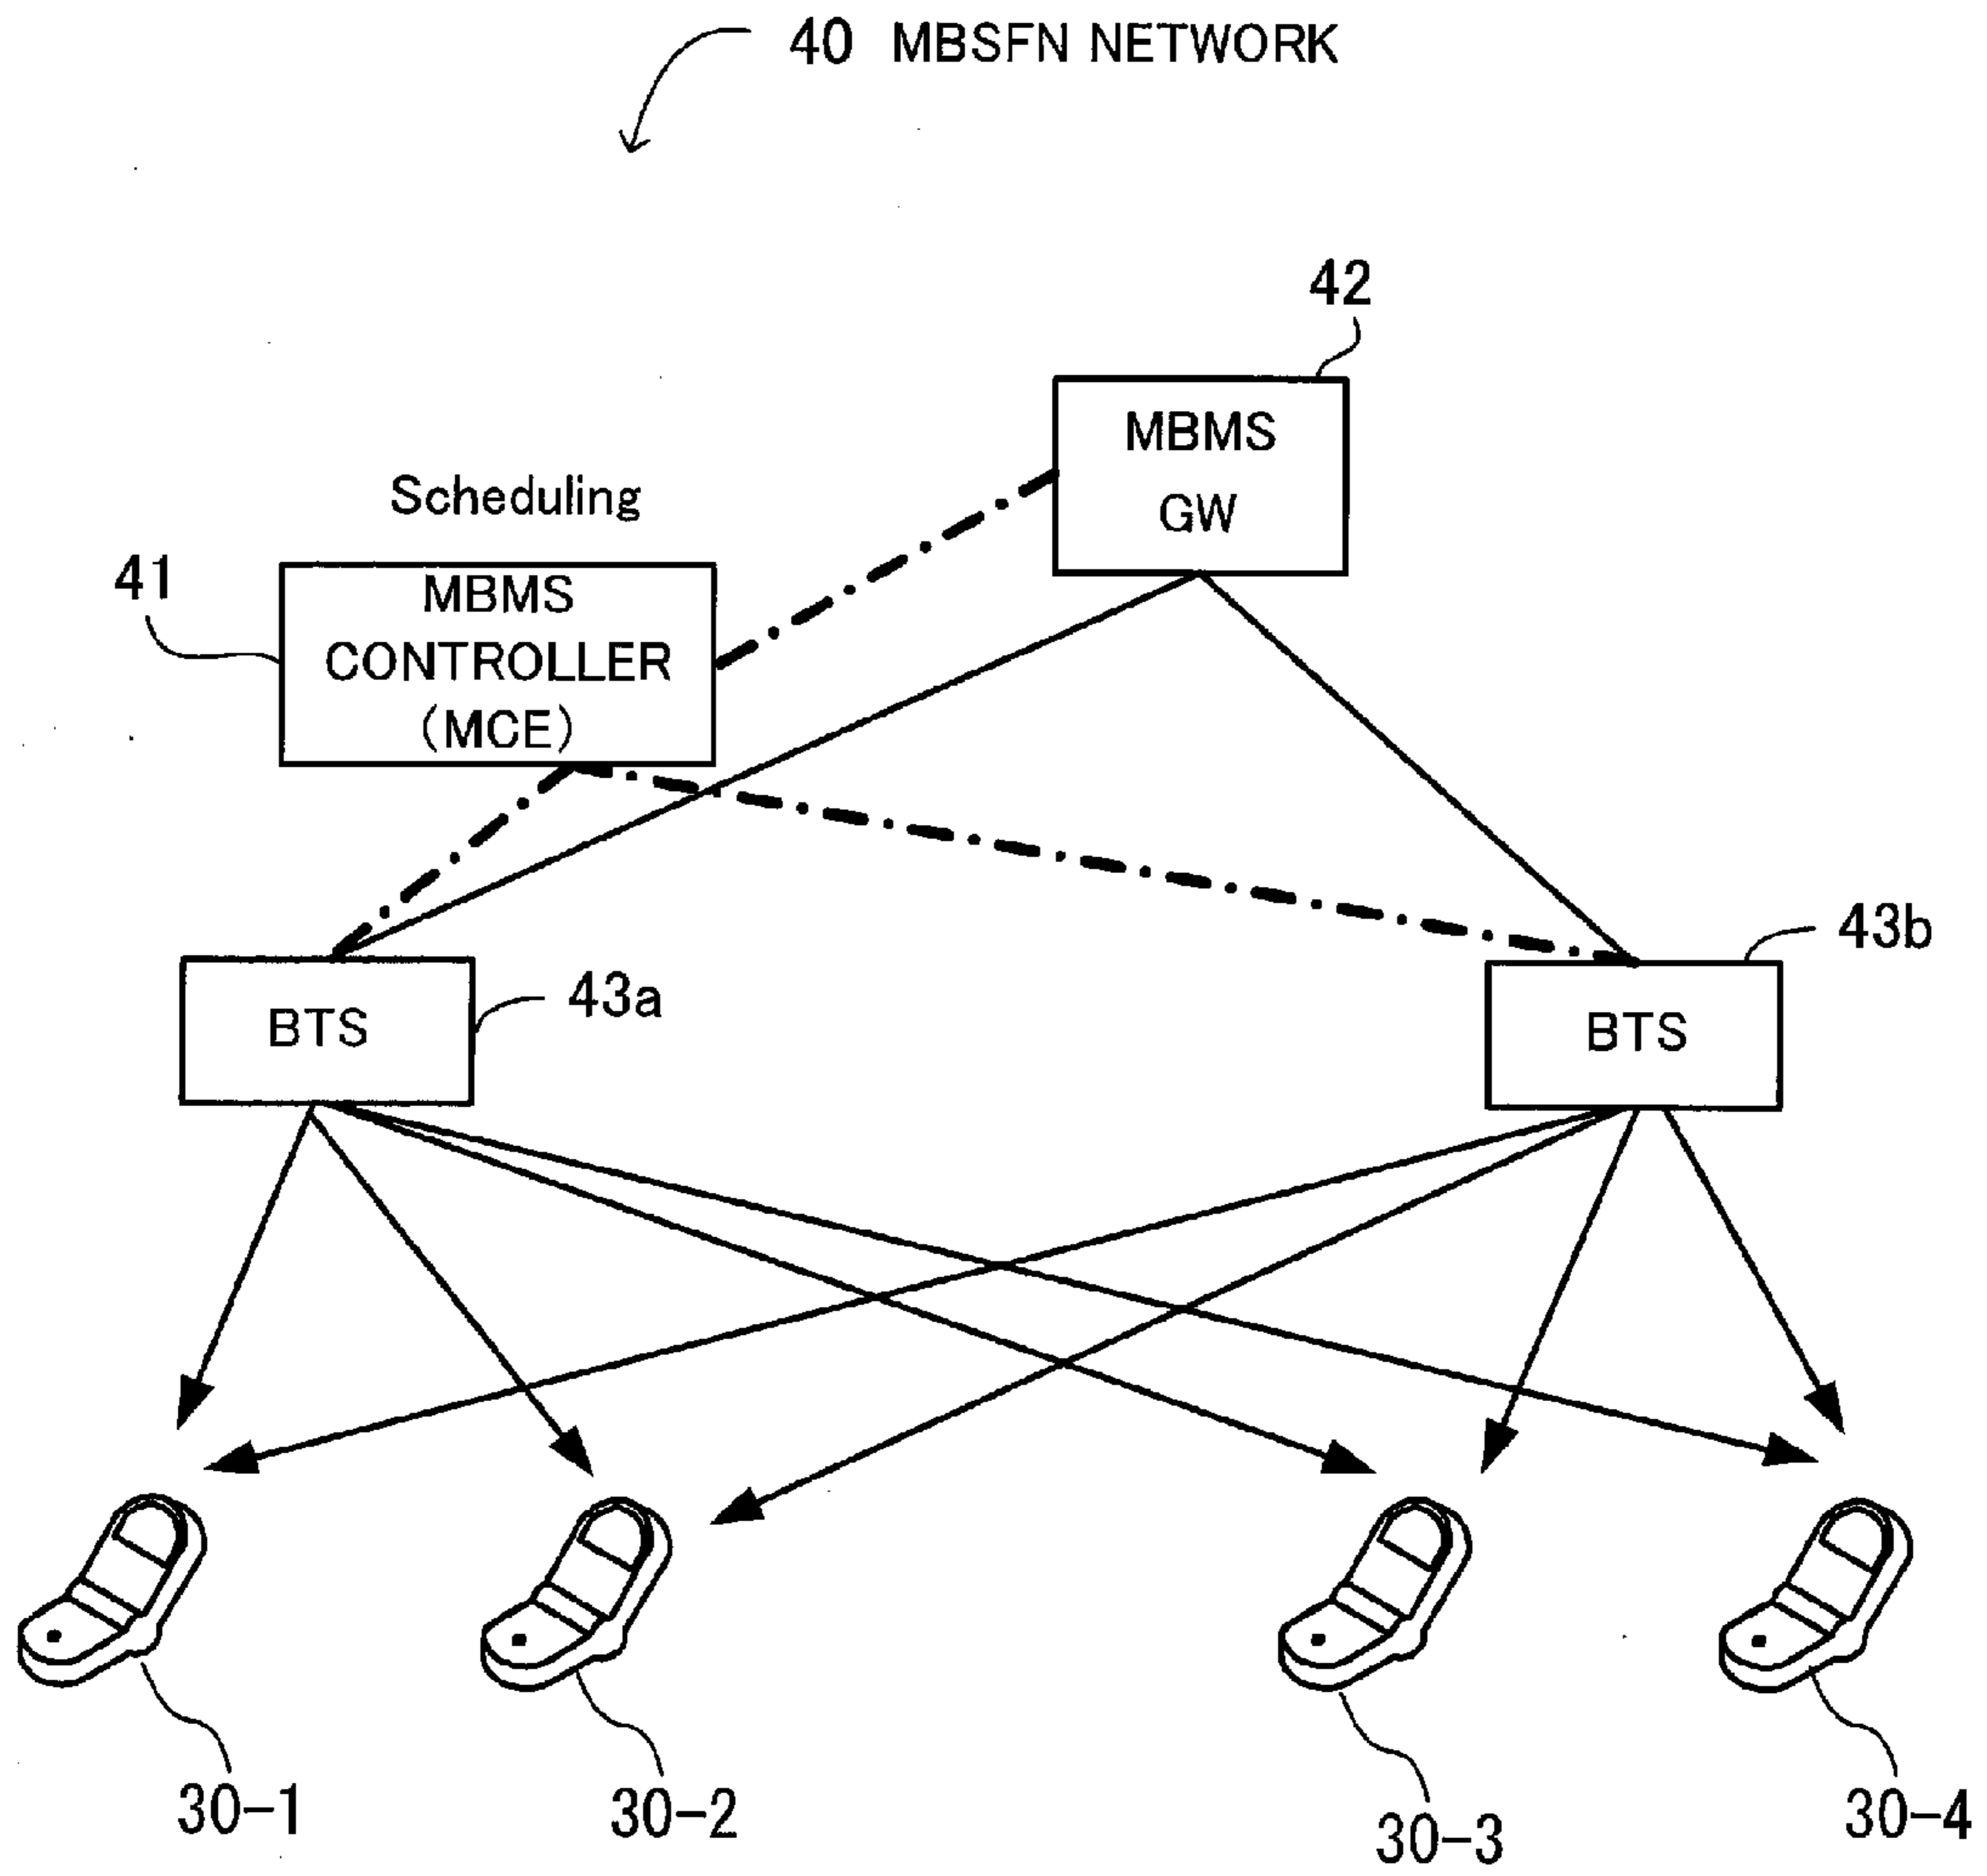 40 MBSFN NETWORK
42
MBMS
GW
Scheduling
41
MBMS
CONTROLLER
(MCE)
43b
43a
BTS
BTS
30-1
30-2
30-3
30-4